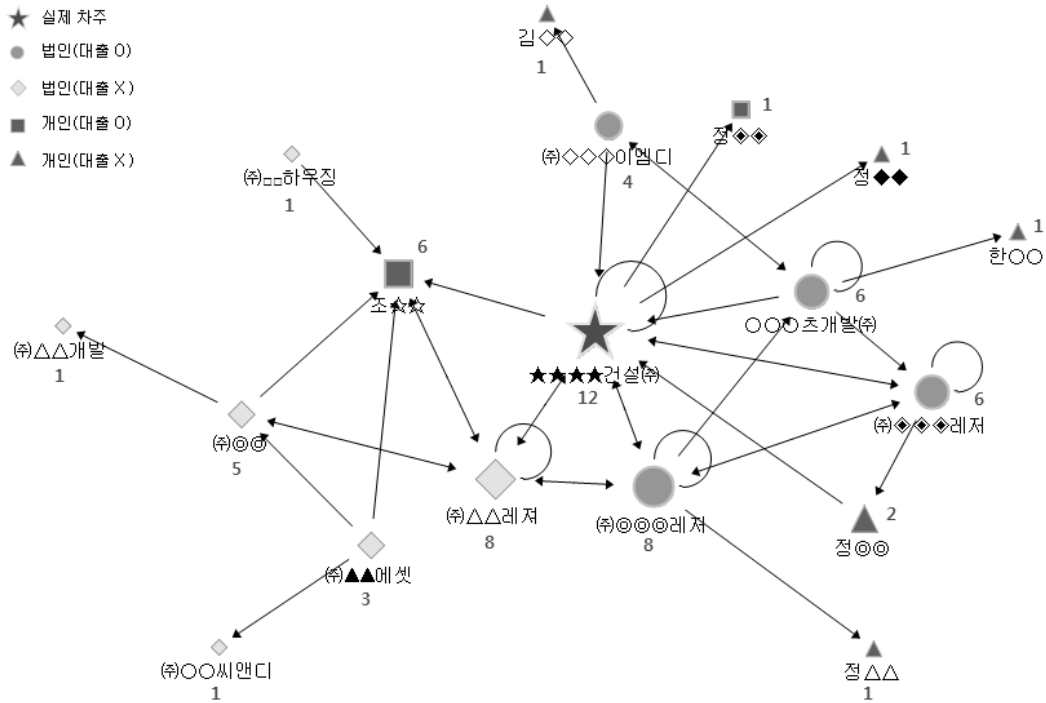 실제 차주
법인(대출 O)
법인(대출 X)
개인(대출 O)
개인(대출 X)
김◇◇
1
1
정◈◈
㈜◇◇◇이엠디
4
1
정◆◆
㈜□□하우징
1
1
한○○
6
조☆☆
6
○○○츠개발㈜
㈜△△개발
1
★★★★건설㈜
12
6
㈜◈◈◈레저
㈜◎◎
5
㈜△△레져
8
㈜◎◎◎레저
8
2
정◎◎
㈜▲▲에셋
3
㈜○○씨앤디
1
정△△
1